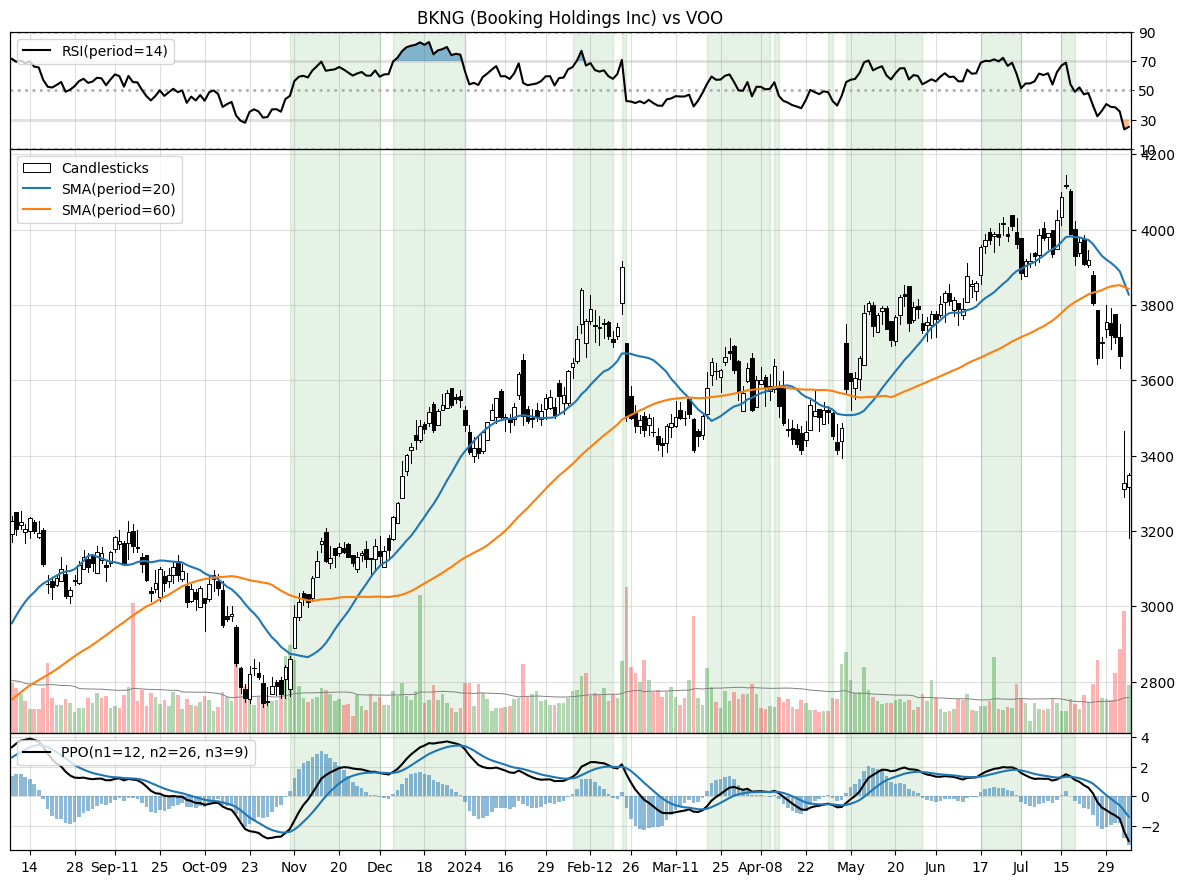 BKNG (Booking Holdings Inc) vs VOO
RSI(period=14)
90
70
50
30
10
Candlesticks
SMA(period=20)
SMA(period=60)
4200
4000
3800
3600
3400
3200
3000
2800
PPO(n1=12, n2=26, n3=9)
4
2
0
−2
14 28 Sep-11 25 Oct-09 23 Nov 20 Dec 18 2024 16 29 Feb-12 26 Mar-11 25 Apr-08 22 May 20 Jun 17 Jul 15 29